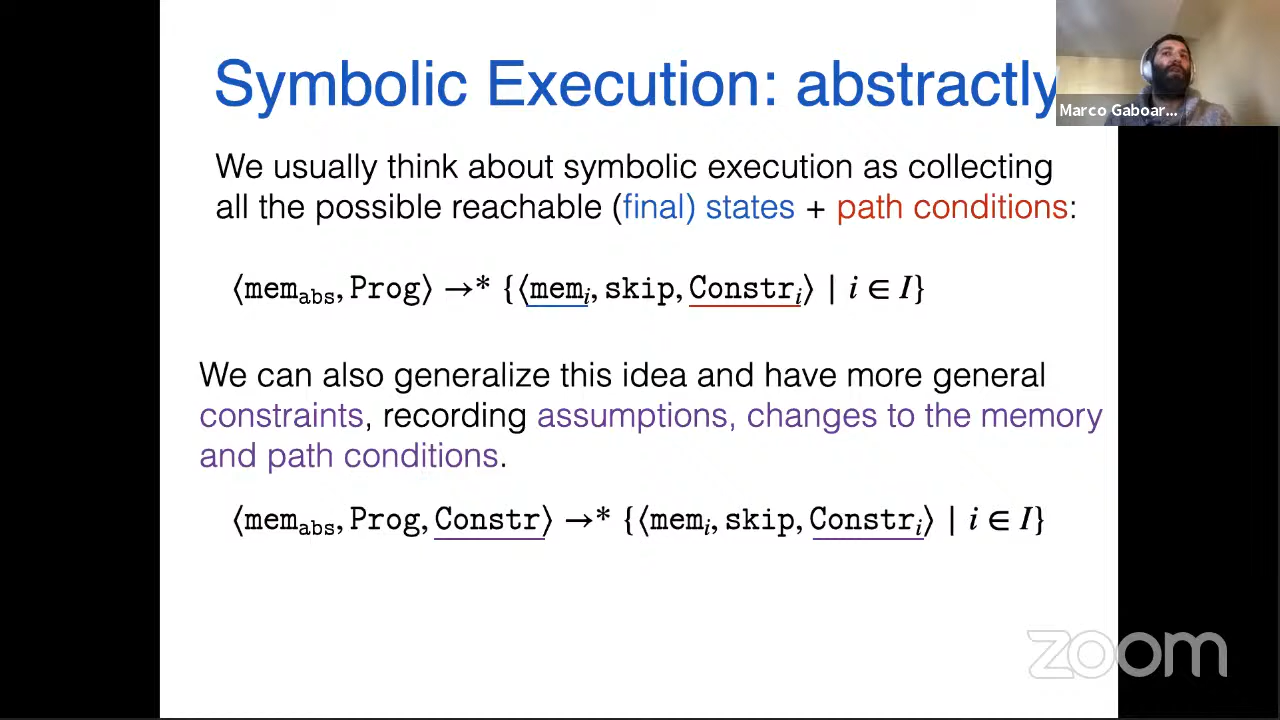 Symbolic Execution: abstractly
Marco Gaboar...
We usually think about symbolic execution as collecting
all the possible reachable (final) states + path conditions:
⟨mem_abs, Prog⟩ →* {⟨mem_i, skip, Constr_i⟩ | i ∈ I}
We can also generalize this idea and have more general
constraints, recording assumptions, changes to the memory
and path conditions.
⟨mem_abs, Prog, Constr⟩ →* {⟨mem_i, skip, Constr_i⟩ | i ∈ I}
zoom